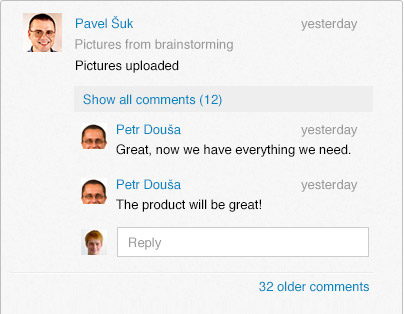 Pavel Šuk yesterday
Pictures from brainstorming
Pictures uploaded
Show all comments (12)
Petr Douša yesterday
Great, now we have everything we need.
Petr Douša yesterday
The product will be great!
Reply
32 older comments